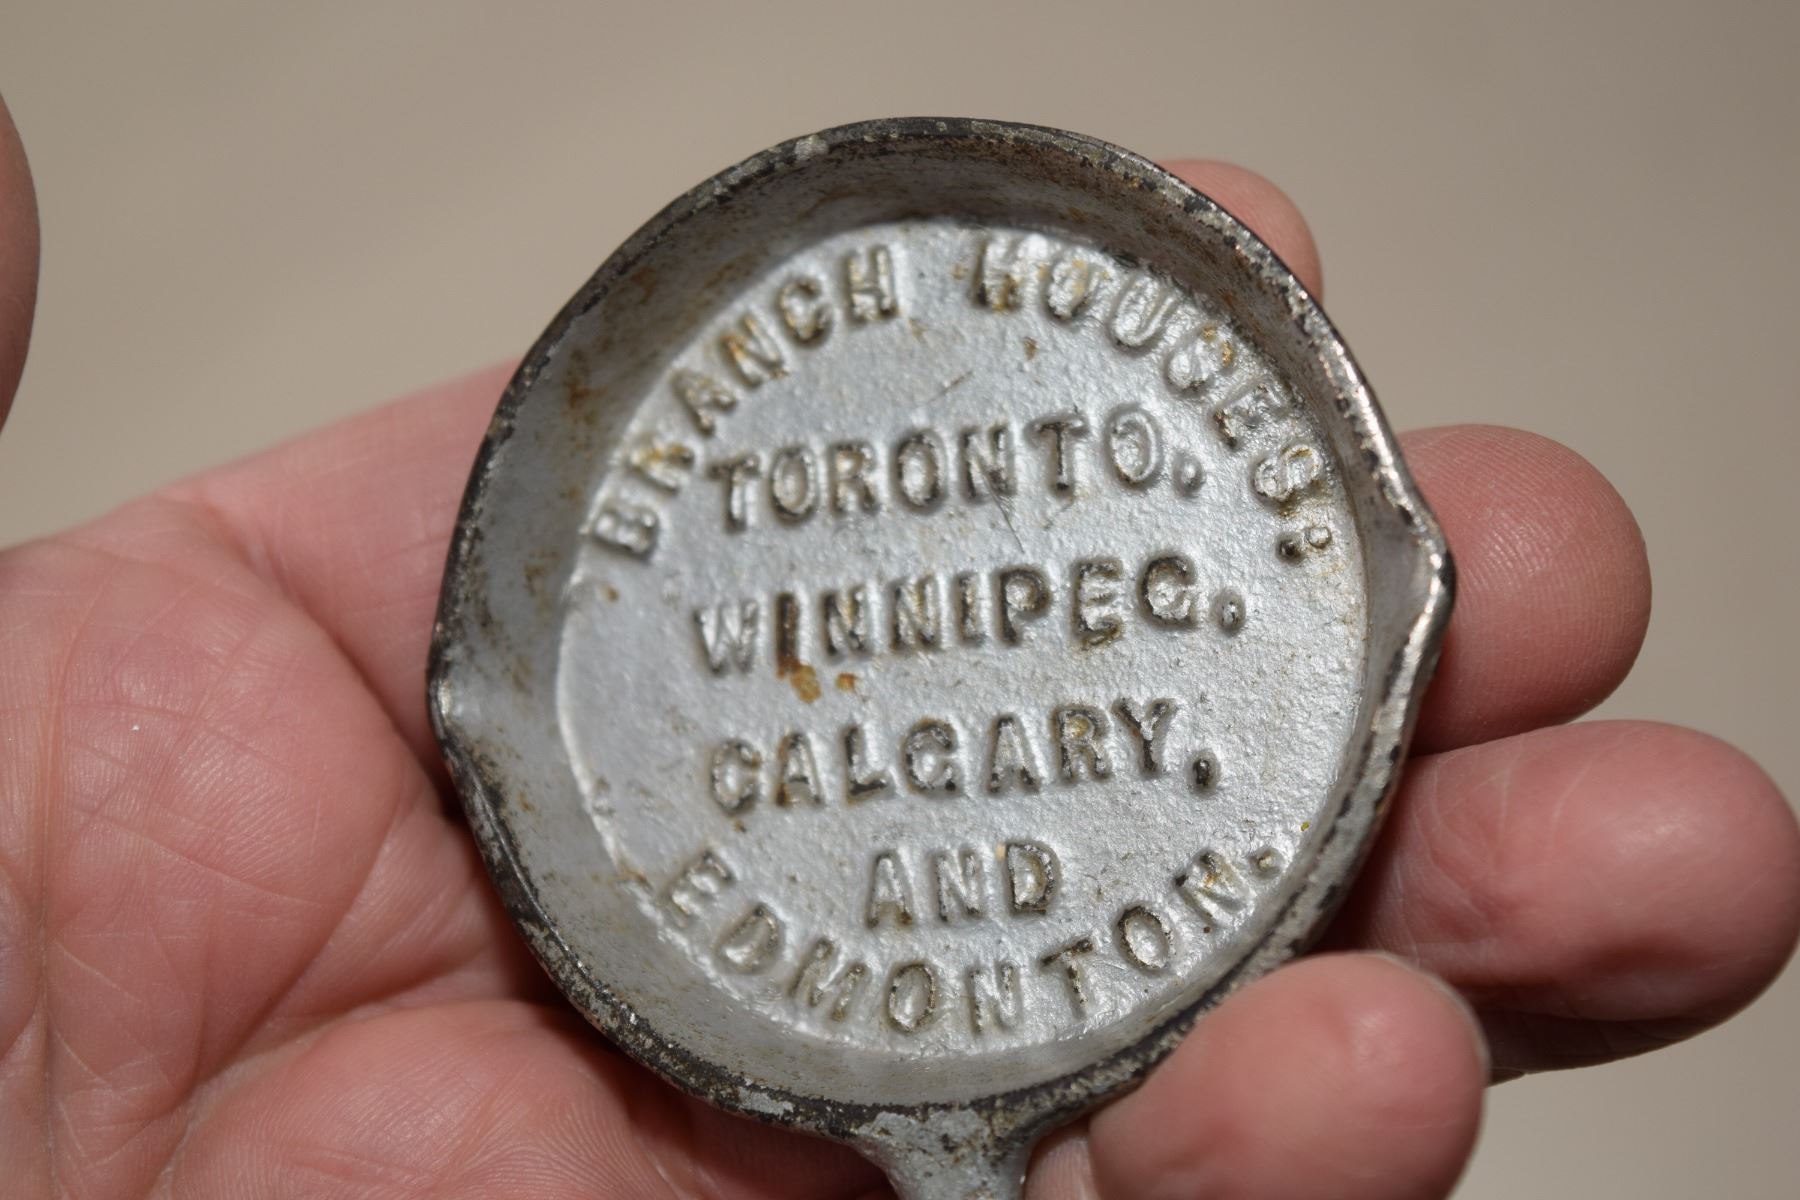 BRANCH HOUSES:
TORONTO.
WINNIPEG.
CALGARY,
AND
EDMONTON.